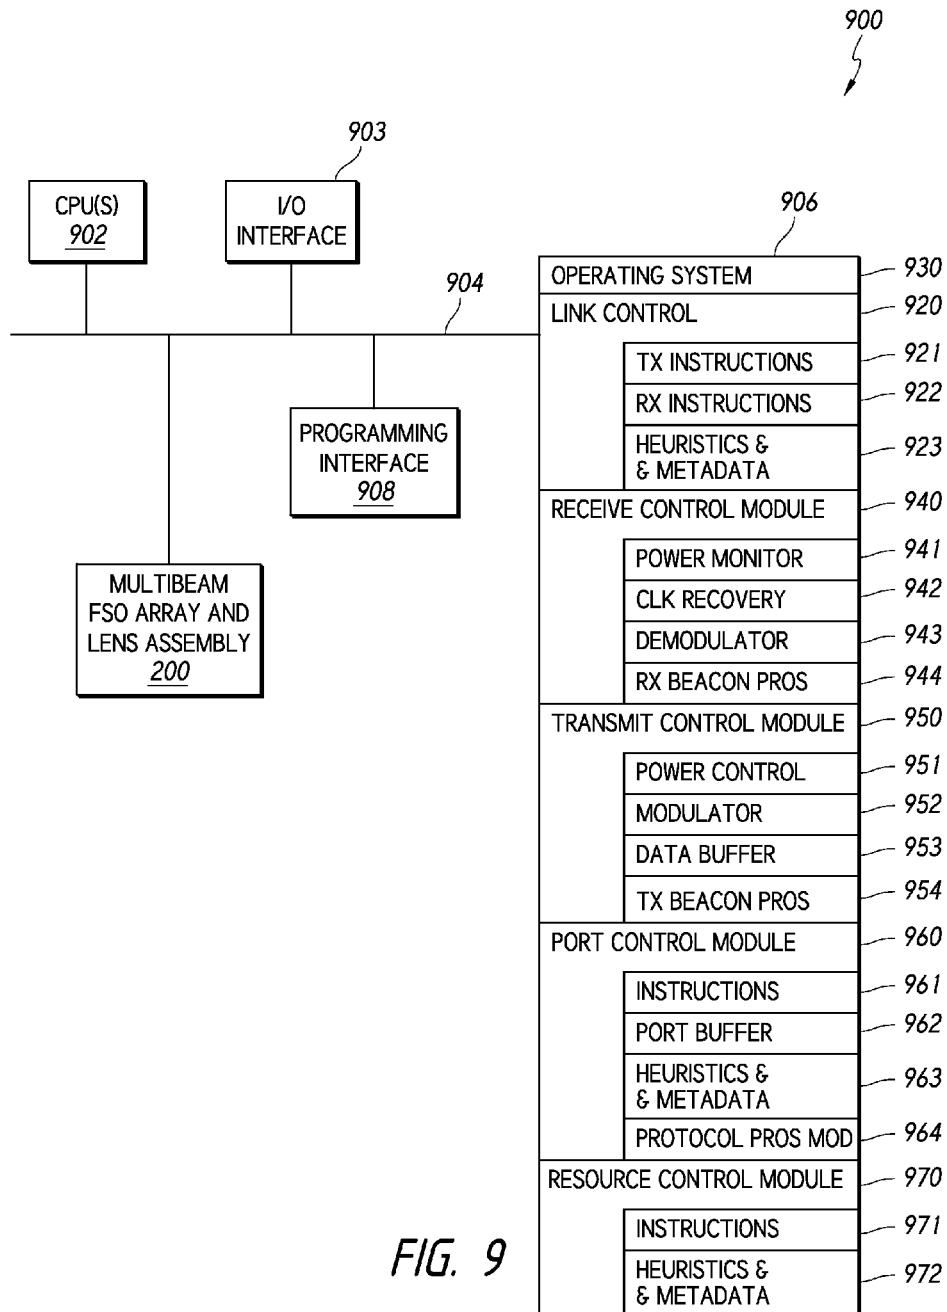 900
903
CPU(S)
902
I/O
INTERFACE
906
904
OPERATING SYSTEM 930
LINK CONTROL 920
TX INSTRUCTIONS 921
RX INSTRUCTIONS 922
HEURISTICS & 923
& METADATA
PROGRAMMING
INTERFACE
908
RECEIVE CONTROL MODULE 940
POWER MONITOR 941
CLK RECOVERY 942
DEMODULATOR 943
RX BEACON PROS 944
MULTIBEAM
FSO ARRAY AND
LENS ASSEMBLY
200
TRANSMIT CONTROL MODULE 950
POWER CONTROL 951
MODULATOR 952
DATA BUFFER 953
TX BEACON PROS 954
PORT CONTROL MODULE 960
INSTRUCTIONS 961
PORT BUFFER 962
HEURISTICS & 963
& METADATA
PROTOCOL PROS MOD 964
RESOURCE CONTROL MODULE 970
INSTRUCTIONS 971
HEURISTICS & 972
& METADATA
FIG. 9